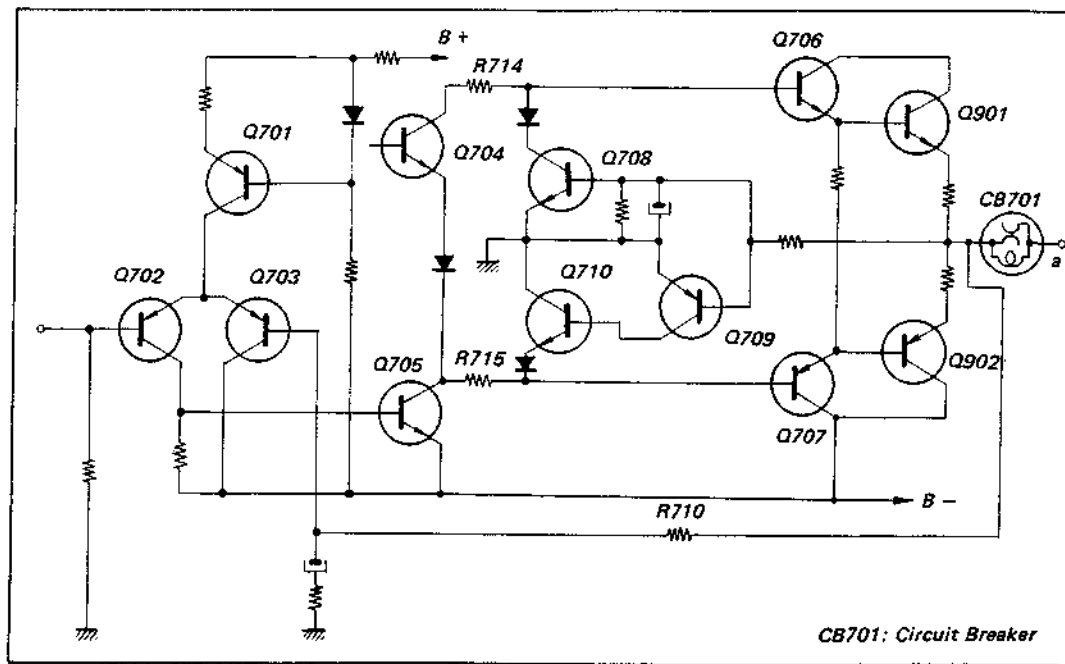 B +
Q706
R714
Q701
Q704
Q708
Q901
CB701
a
Q702
Q703
Q710
Q709
Q705
R715
Q902
Q707
B –
R710
CB701: Circuit Breaker